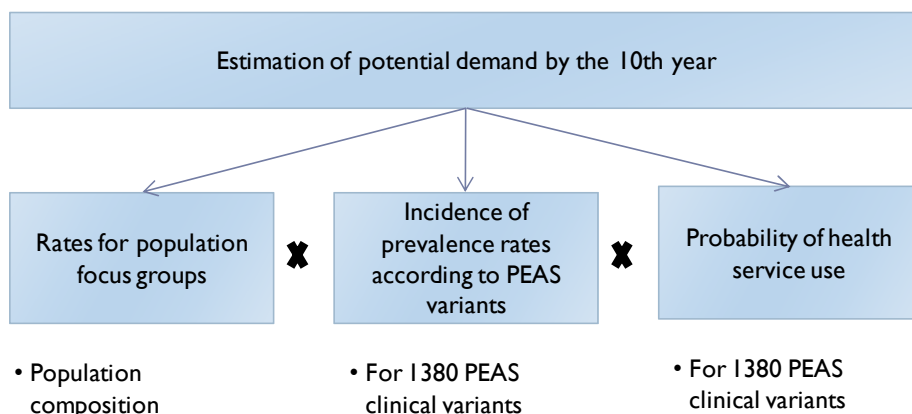 Estimation of potential demand by the 10th year
Rates for population
focus groups
Incidence of
prevalence rates
according to PEAS
variants
Probability of health
service use
• Population
composition
• For 1380 PEAS
clinical variants
• For 1380 PEAS
clinical variants